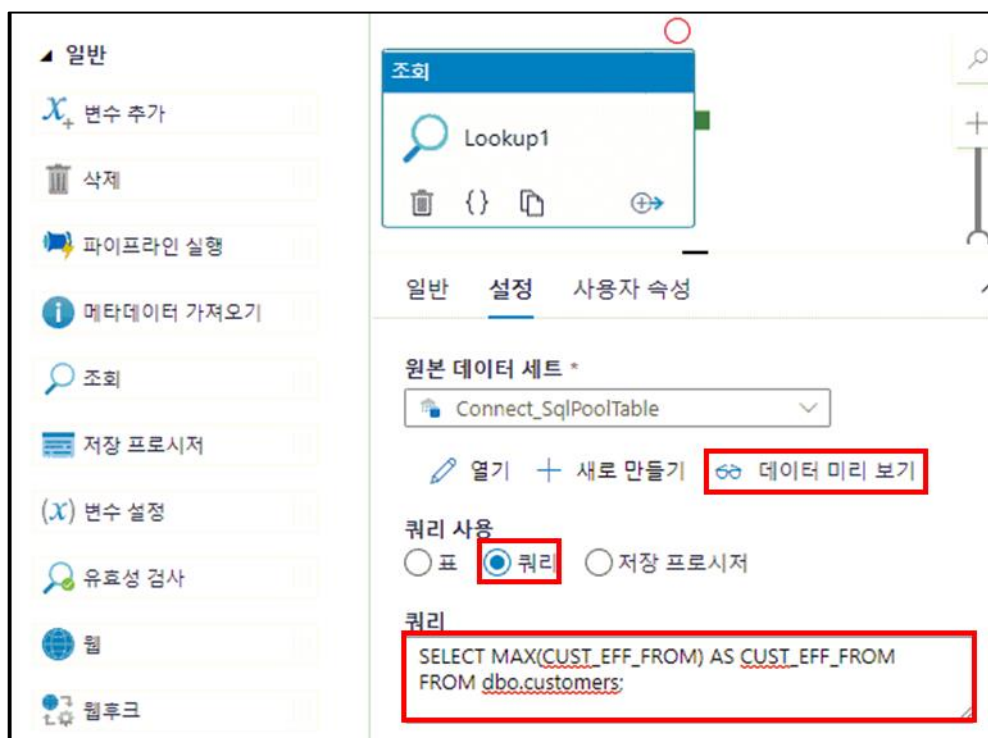 일반
변수 추가
삭제
파이프라인 실행
메타데이터 가져오기
조회
저장 프로시저
(x) 변수 설정
유효성 검사
웹
웹후크
조회
Lookup1
일반 설정 사용자 속성
원본 데이터 세트 *
Connect_SqlPoolTable
열기 새로 만들기 데이터 미리 보기
쿼리 사용
표 쿼리 저장 프로시저
쿼리
SELECT MAX(CUST_EFF_FROM) AS CUST_EFF_FROM
FROM dbo.customers;